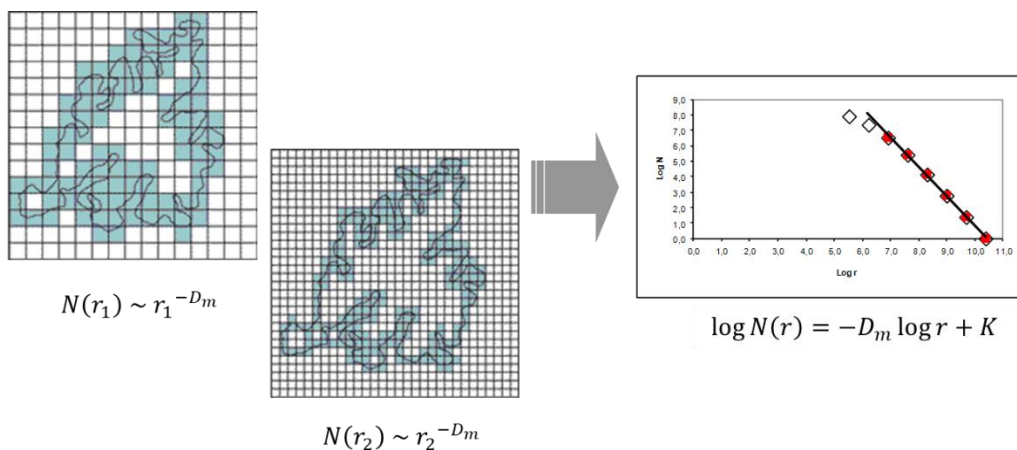 9,0
8,0
7,0
6,0
5,0
4,0
3,0
2,0
1,0
0,0
Log N
0,0 1,0 2,0 3,0 4,0 5,0 6,0 7,0 8,0 9,0 10,0 11,0
Log r
N(r₁) ~ r₁^{-D_m}
log N(r) = −D_m log r + K
N(r₂) ~ r₂^{-D_m}